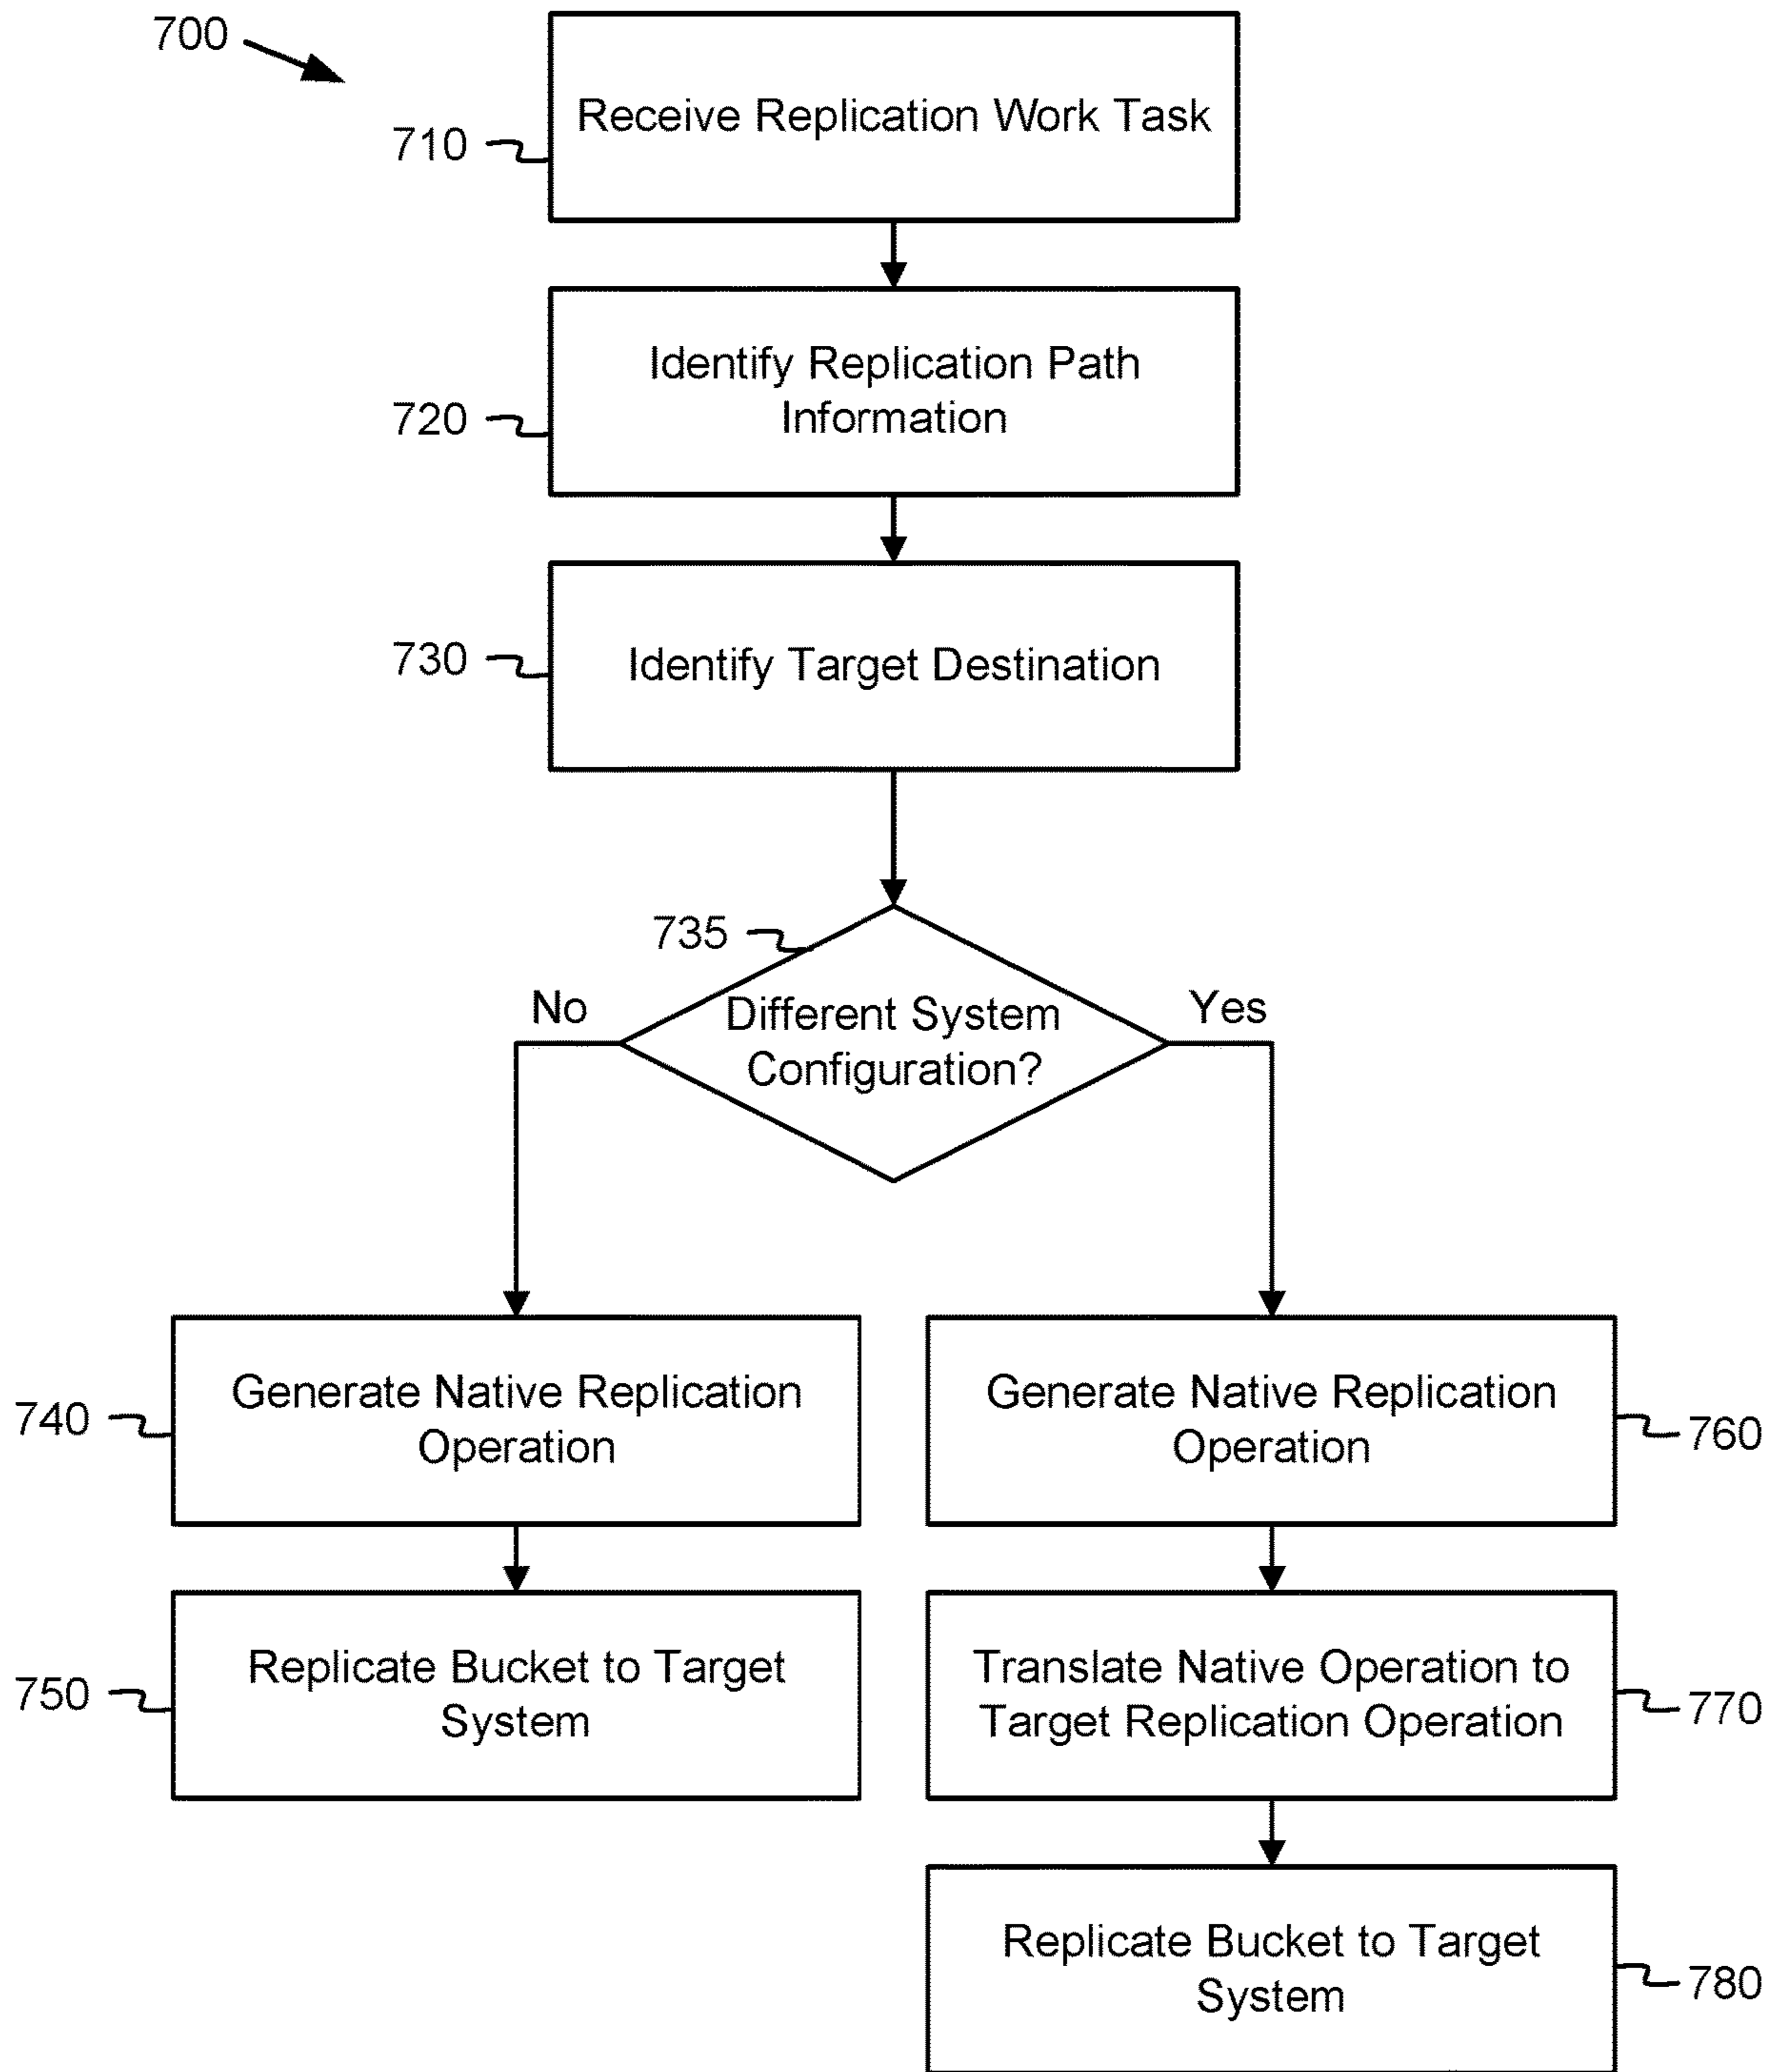 700
Receive Replication Work Task
710
Identify Replication Path
Information
720
Identify Target Destination
730
735
No
Different System
Configuration?
Yes
Generate Native Replication
Operation
740
Generate Native Replication
Operation
760
Replicate Bucket to Target
System
750
Translate Native Operation to
Target Replication Operation
770
Replicate Bucket to Target
System
780